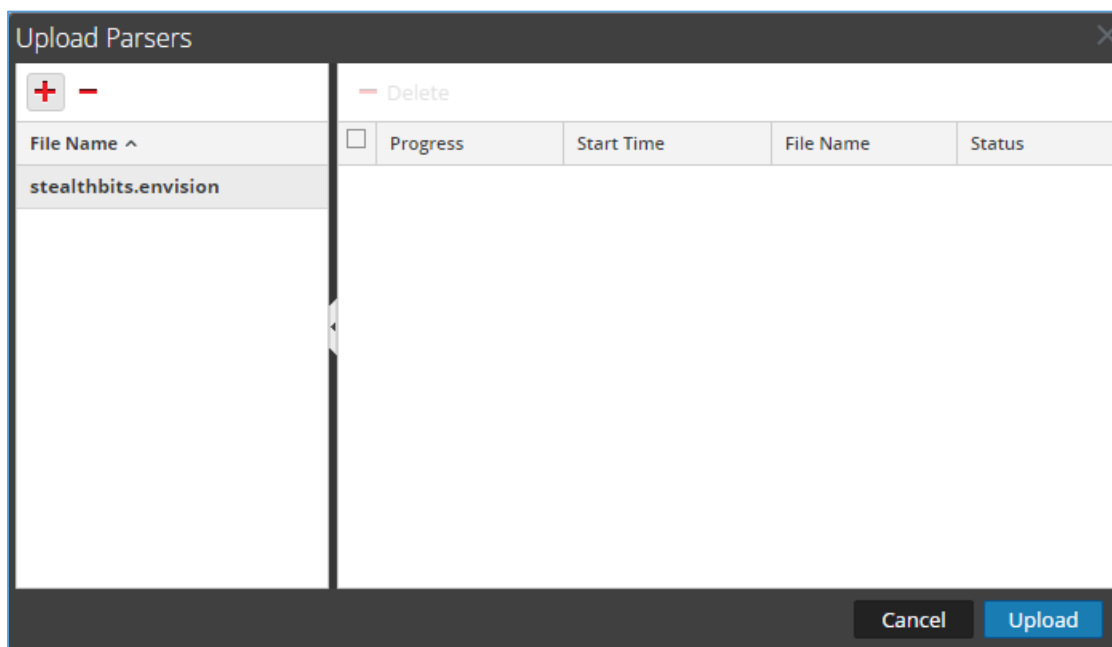 Upload Parsers
Delete
File Name
Progress Start Time File Name Status
stealthbits.envision
Cancel Upload